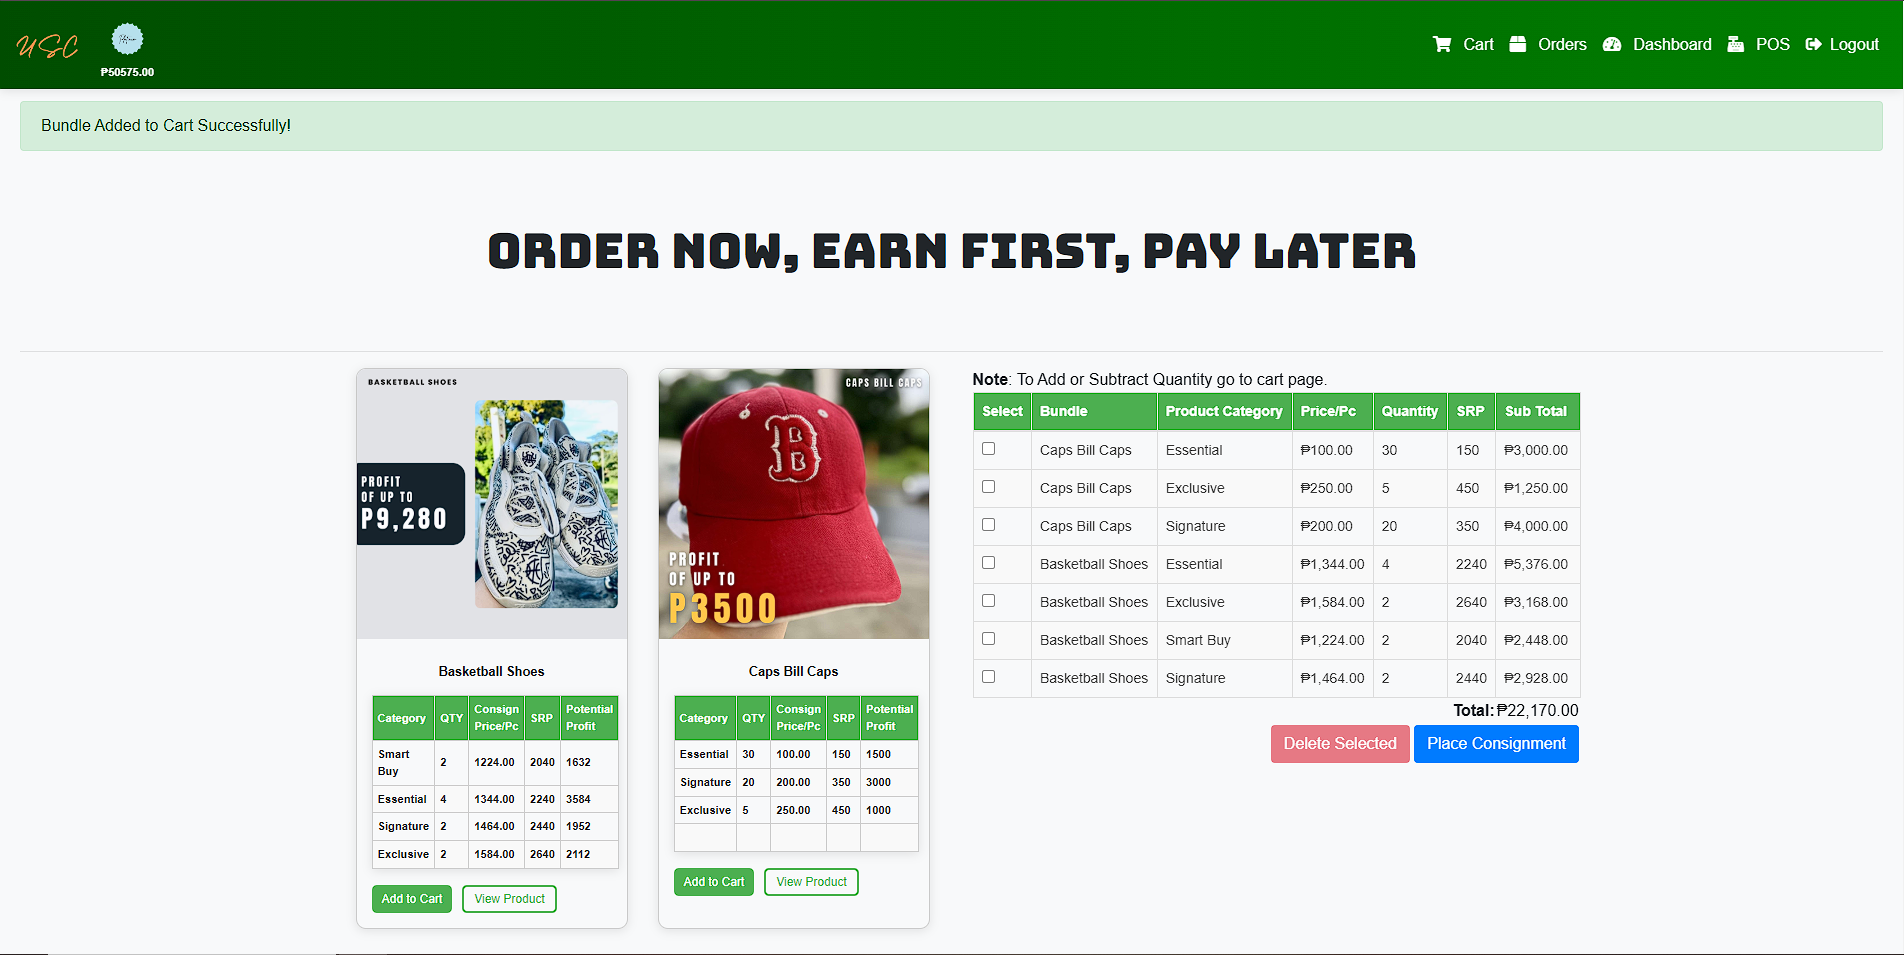 USC
₱50575.00
Cart
Orders
Dashboard
POS
Logout
Bundle Added to Cart Successfully!
ORDER NOW, EARN FIRST, PAY LATER
BASKETBALL SHOES
PROFIT
OF UP TO
P9,280
Basketball Shoes
Category QTY Consign Price/Pc SRP Potential Profit
Smart Buy 2 1224.00 2040 1632
Essential 4 1344.00 2240 3584
Signature 2 1464.00 2440 1952
Exclusive 2 1584.00 2640 2112
Add to Cart View Product
CAPS BILL CAPS
B
PROFIT
OF UP TO
P3500
Caps Bill Caps
Category QTY Consign Price/Pc SRP Potential Profit
Essential 30 100.00 150 1500
Signature 20 200.00 350 3000
Exclusive 5 250.00 450 1000
Add to Cart View Product
Note: To Add or Subtract Quantity go to cart page.
Select Bundle Product Category Price/Pc Quantity SRP Sub Total
Caps Bill Caps Essential ₱100.00 30 150 ₱3,000.00
Caps Bill Caps Exclusive ₱250.00 5 450 ₱1,250.00
Caps Bill Caps Signature ₱200.00 20 350 ₱4,000.00
Basketball Shoes Essential ₱1,344.00 4 2240 ₱5,376.00
Basketball Shoes Exclusive ₱1,584.00 2 2640 ₱3,168.00
Basketball Shoes Smart Buy ₱1,224.00 2 2040 ₱2,448.00
Basketball Shoes Signature ₱1,464.00 2 2440 ₱2,928.00
Total: ₱22,170.00
Delete Selected Place Consignment